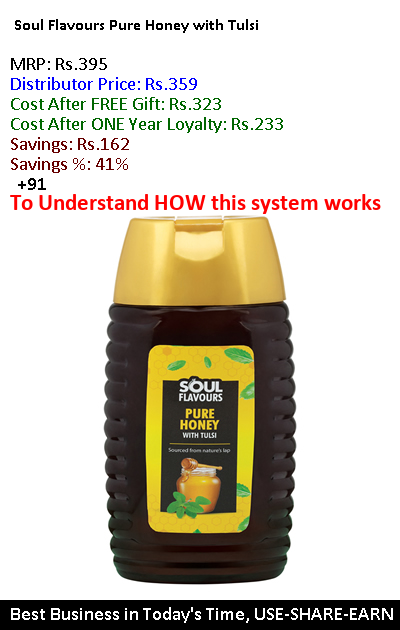 Soul Flavours Pure Honey with Tulsi
MRP: Rs.395
Distributor Price: Rs.359
Cost After FREE Gift: Rs.323
Cost After ONE Year Loyalty: Rs.233
Savings: Rs.162
Savings %: 41%
+91
To Understand HOW this system works
SOUL
FLAVOURS
PURE
HONEY
WITH TULSI
Sourced from nature's lap
Best Business in Today's Time, USE-SHARE-EARN